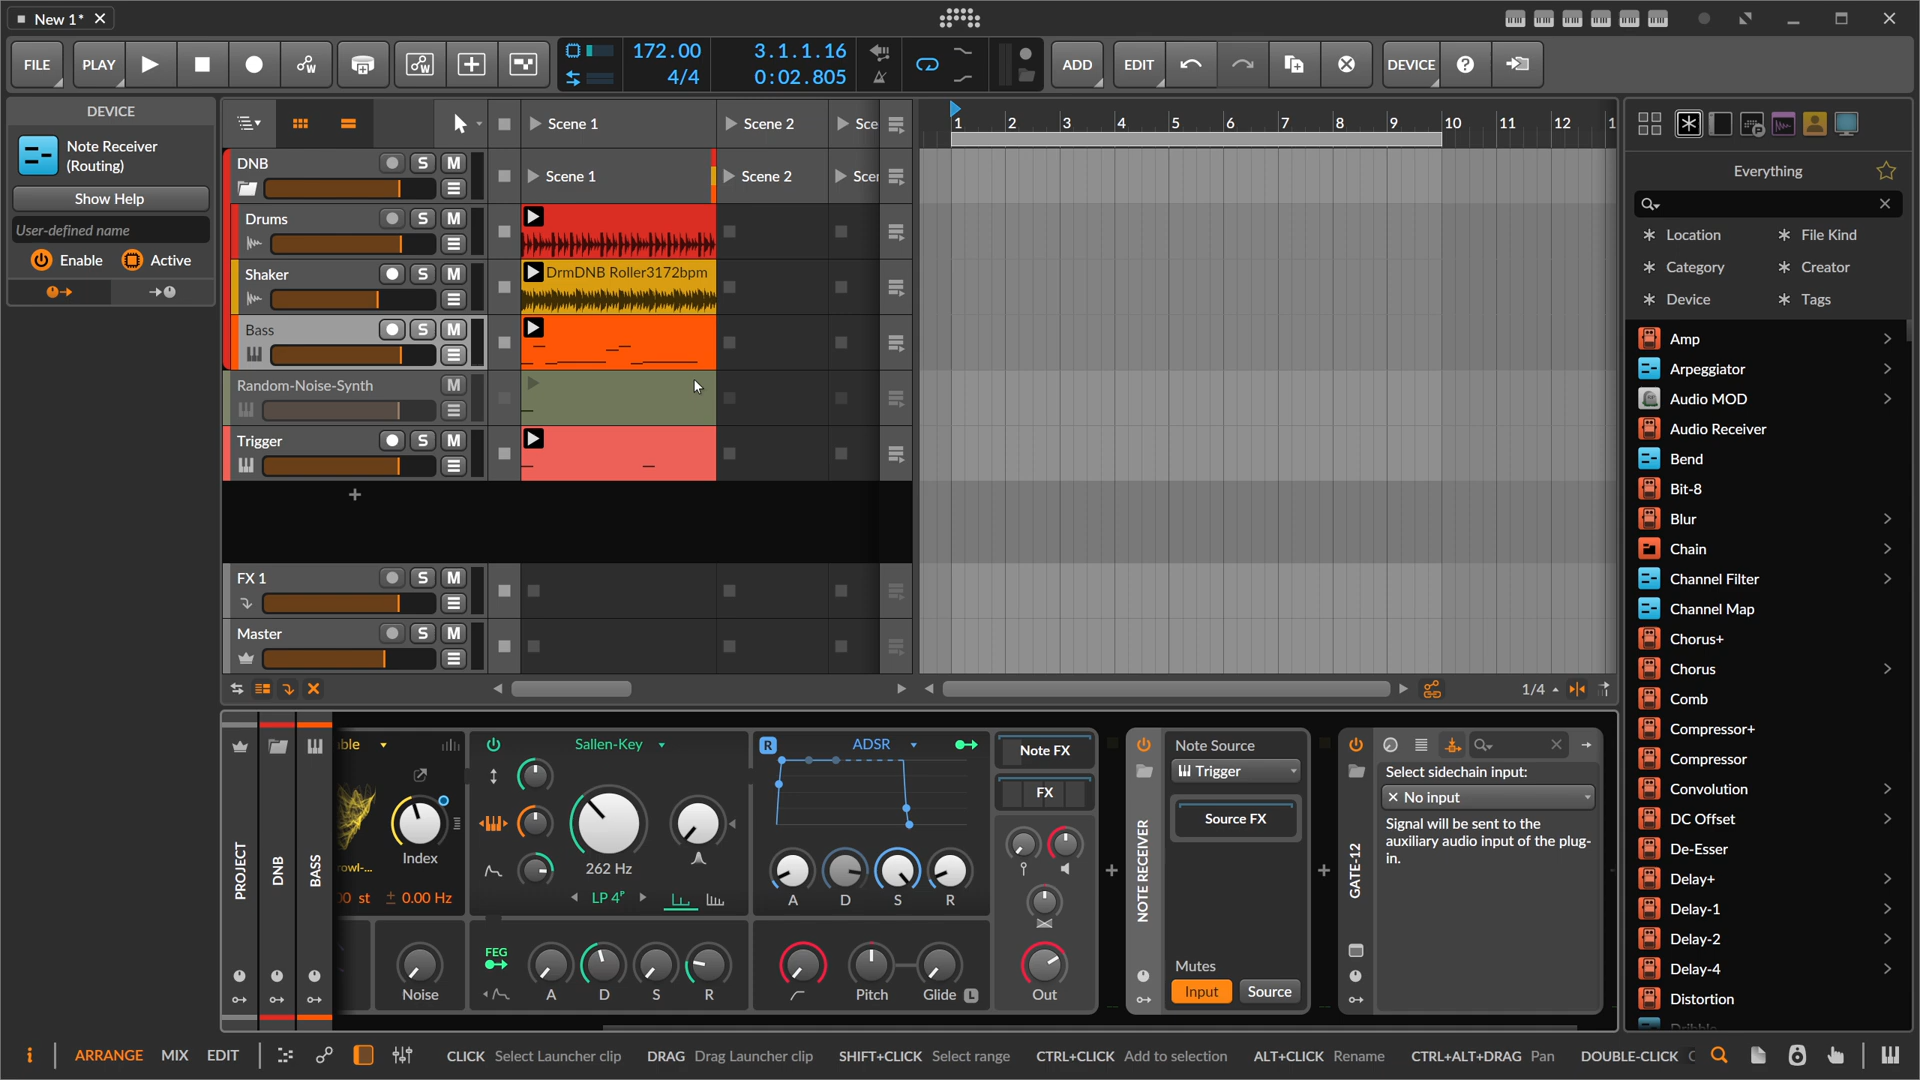 New 1*
FILE
PLAY
172.00
4/4
3.1.1.16
0:02.805
ADD
EDIT
DEVICE
DEVICE
Note Receiver
(Routing)
Show Help
User-defined name
Enable
Active
Scene 1
Scene 2
Sce
1 2 3 4 5 6 7 8 9 10 11 12 1
DNB
S M
Scene 1
Scene 2
Scer
Drums
S M
Shaker
S M
DrmDNB Roller3172bpm
Bass
S M
Random-Noise-Synth
M
Trigger
S M
+
FX 1
S M
Master
S M
1/4
Everything
Location
File Kind
Category
Creator
Device
Tags
Amp
Arpeggiator
Audio MOD
Audio Receiver
Bend
Bit-8
Blur
Chain
Channel Filter
Channel Map
Chorus+
Chorus
Comb
Compressor+
Compressor
Convolution
DC Offset
De-Esser
Delay+
Delay-1
Delay-2
Delay-4
Distortion
PROJECT
DNB
BASS
ble
Index
owl-...
00 st
± 0.00 Hz
Noise
Sallen-Key
262 Hz
LP 4
FEG
A D S R
R
ADSR
A D S R
Pitch
Glide
L
Note FX
FX
Out
NOTE RECEIVER
Note Source
Trigger
Source FX
Mutes
Input
Source
GATE-12
Select sidechain input:
No input
Signal will be sent to the
auxiliary audio input of the plug-
in.
i
ARRANGE
MIX
EDIT
CLICK Select Launcher clip
DRAG Drag Launcher clip
SHIFT+CLICK Select range
CTRL+CLICK Add to selection
ALT+CLICK Rename
CTRL+ALT+DRAG Pan
DOUBLE-CLICK